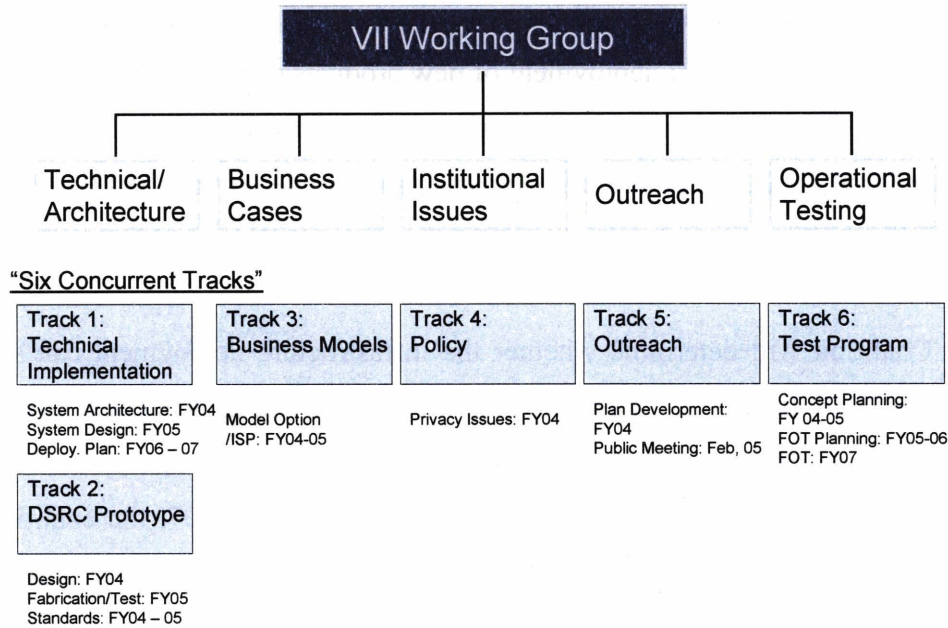 VII Working Group
Technical/
Architecture
Business
Cases
Institutional
Issues
Outreach
Operational
Testing
"Six Concurrent Tracks"
Track 1:
Technical
Implementation
System Architecture: FY04
System Design: FY05
Deploy. Plan: FY06 – 07
Track 2:
DSRC Prototype
Design: FY04
Fabrication/Test: FY05
Standards: FY04 – 05
Track 3:
Business Models
Model Option
/ISP: FY04-05
Track 4:
Policy
Privacy Issues: FY04
Track 5:
Outreach
Plan Development:
FY04
Public Meeting: Feb, 05
Track 6:
Test Program
Concept Planning:
FY 04-05
FOT Planning: FY05-06
FOT: FY07